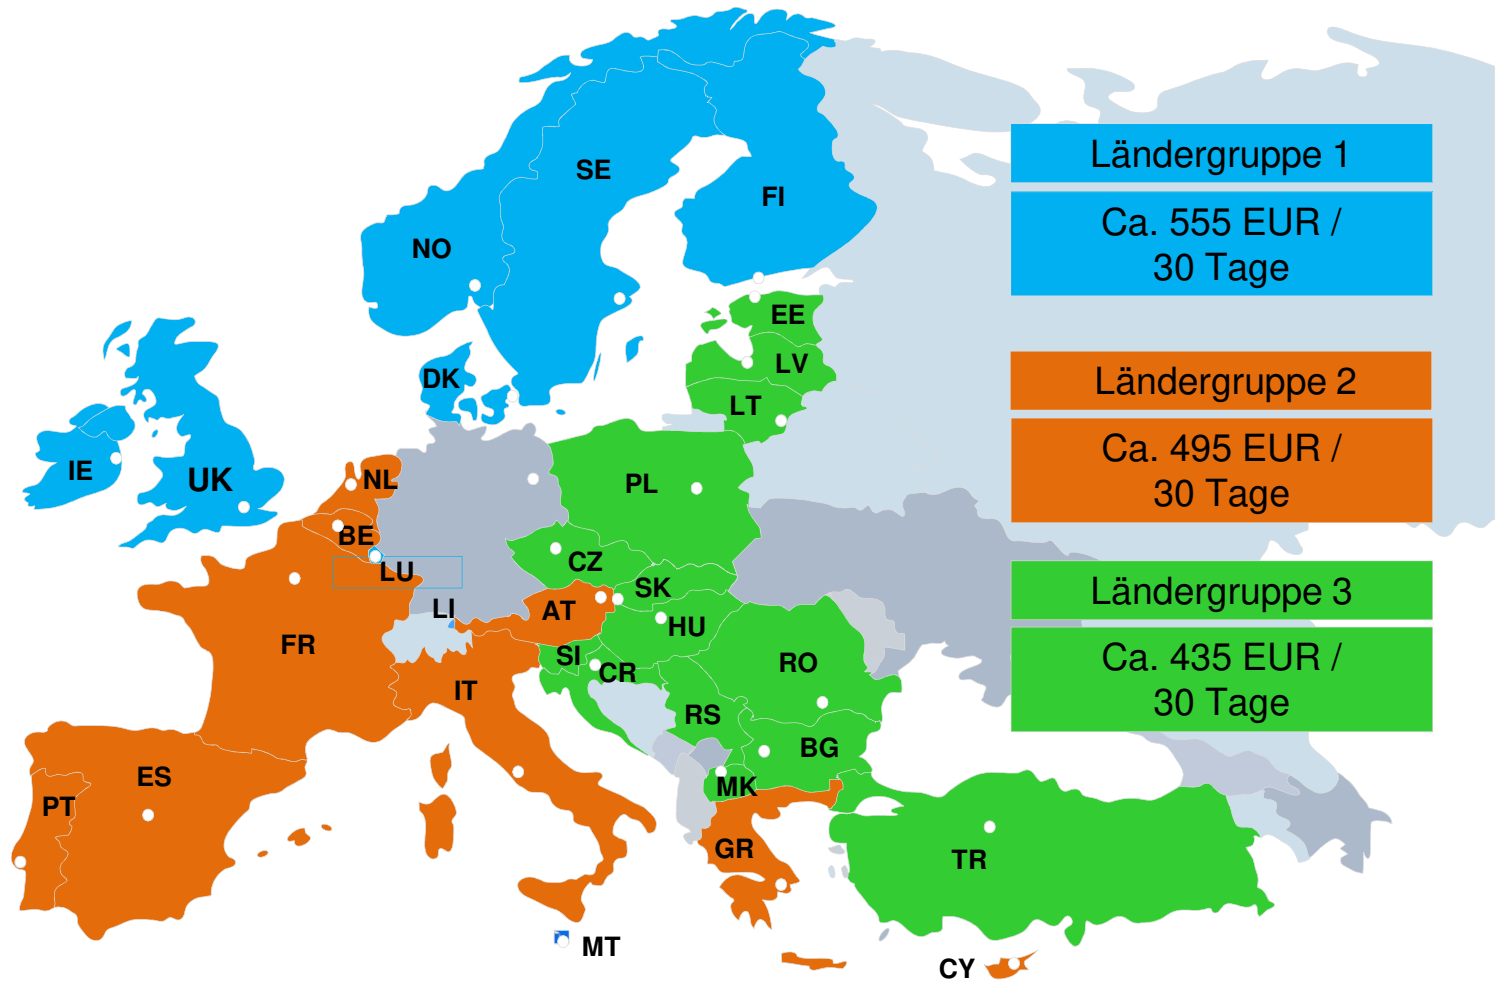 Ländergruppe 1
Ca. 555 EUR /
30 Tage
Ländergruppe 2
Ca. 495 EUR /
30 Tage
Ländergruppe 3
Ca. 435 EUR /
30 Tage
SE
FI
NO
EE
LV
DK
LT
IE
UK
NL
PL
BE
CZ
LU
SK
LI
AT
HU
FR
SI
CR
RO
IT
RS
BG
ES
MK
PT
GR
TR
MT
CY